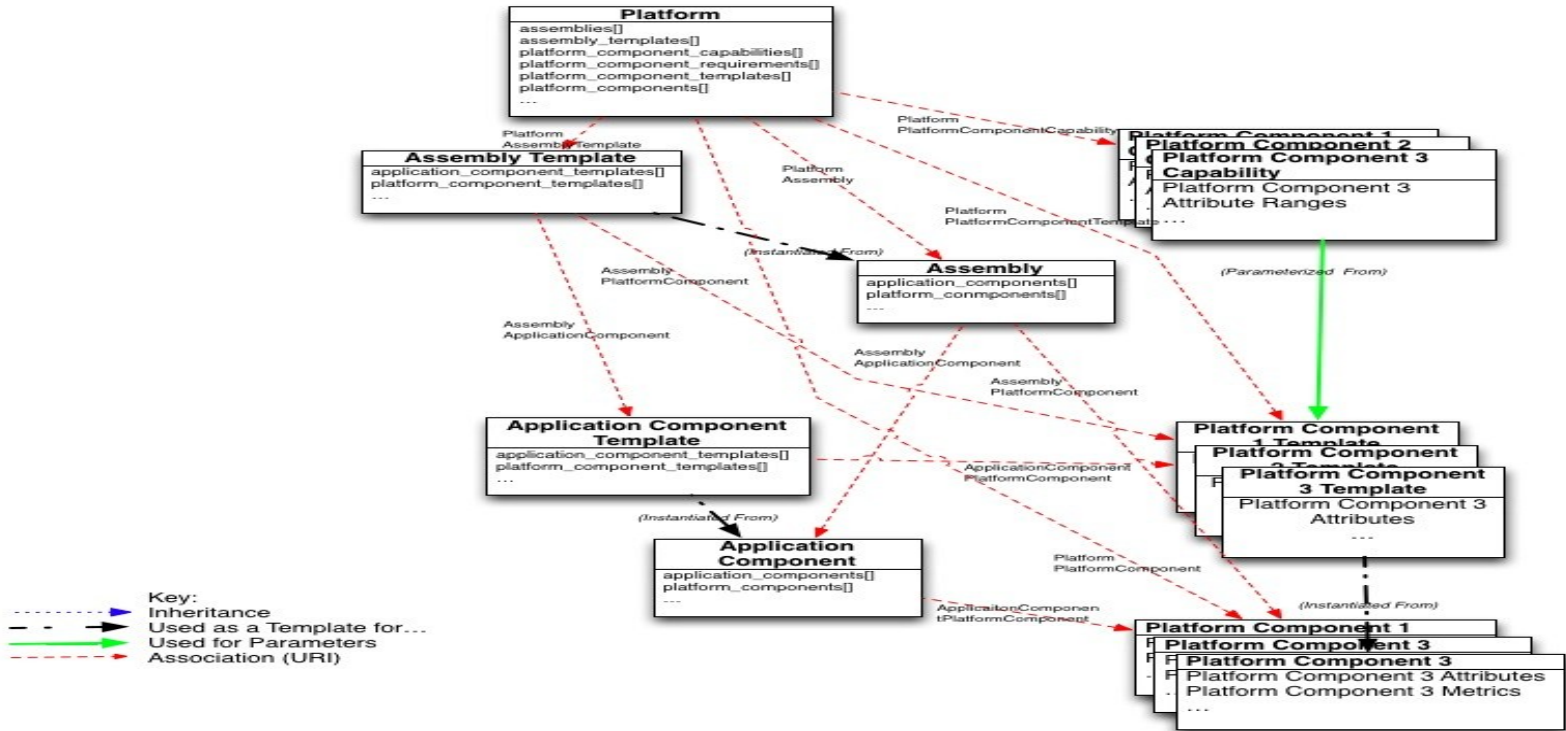 Platform
assemblies[]
assembly_templates[]
platform_component_capabilities[]
platform_component_requirements[]
platform_component_templates[]
platform_components[]
...
Platform
AssemblyTemplate
Platform
PlatformComponentCapability
Assembly Template
application_component_templates[]
platform_component_templates[]
...
Platform
Assembly
Platform
PlatformComponentTemplate
Platform Component 1
Platform Component 2
Platform Component 3
Capability
Platform Component 3
Attribute Ranges
...
(Instantiated From)
Assembly
PlatformComponent
Assembly
application_components[]
platform_conmponents[]
...
(Parameterized From)
Assembly
ApplicationComponent
Assembly
ApplicationComponent
Assembly
PlatformComponent
Application Component
Template
application_component_templates[]
platform_component_templates[]
...
ApplicationComponent
PlatformComponent
Platform Component
1 Template
Platform Component
2 Template
Platform Component
3 Template
Platform Component 3
Attributes
...
(Instantiated From)
Application
Component
application_components[]
platform_components[]
...
Platform
PlatformComponent
ApplicaitonComponen
tPlatformComponent
(Instantiated From)
Platform Component 1
Platform Component 3
Platform Component 3
Platform Component 3 Attributes
Platform Component 3 Metrics
...
Key:
Inheritance
Used as a Template for...
Used for Parameters
Association (URI)